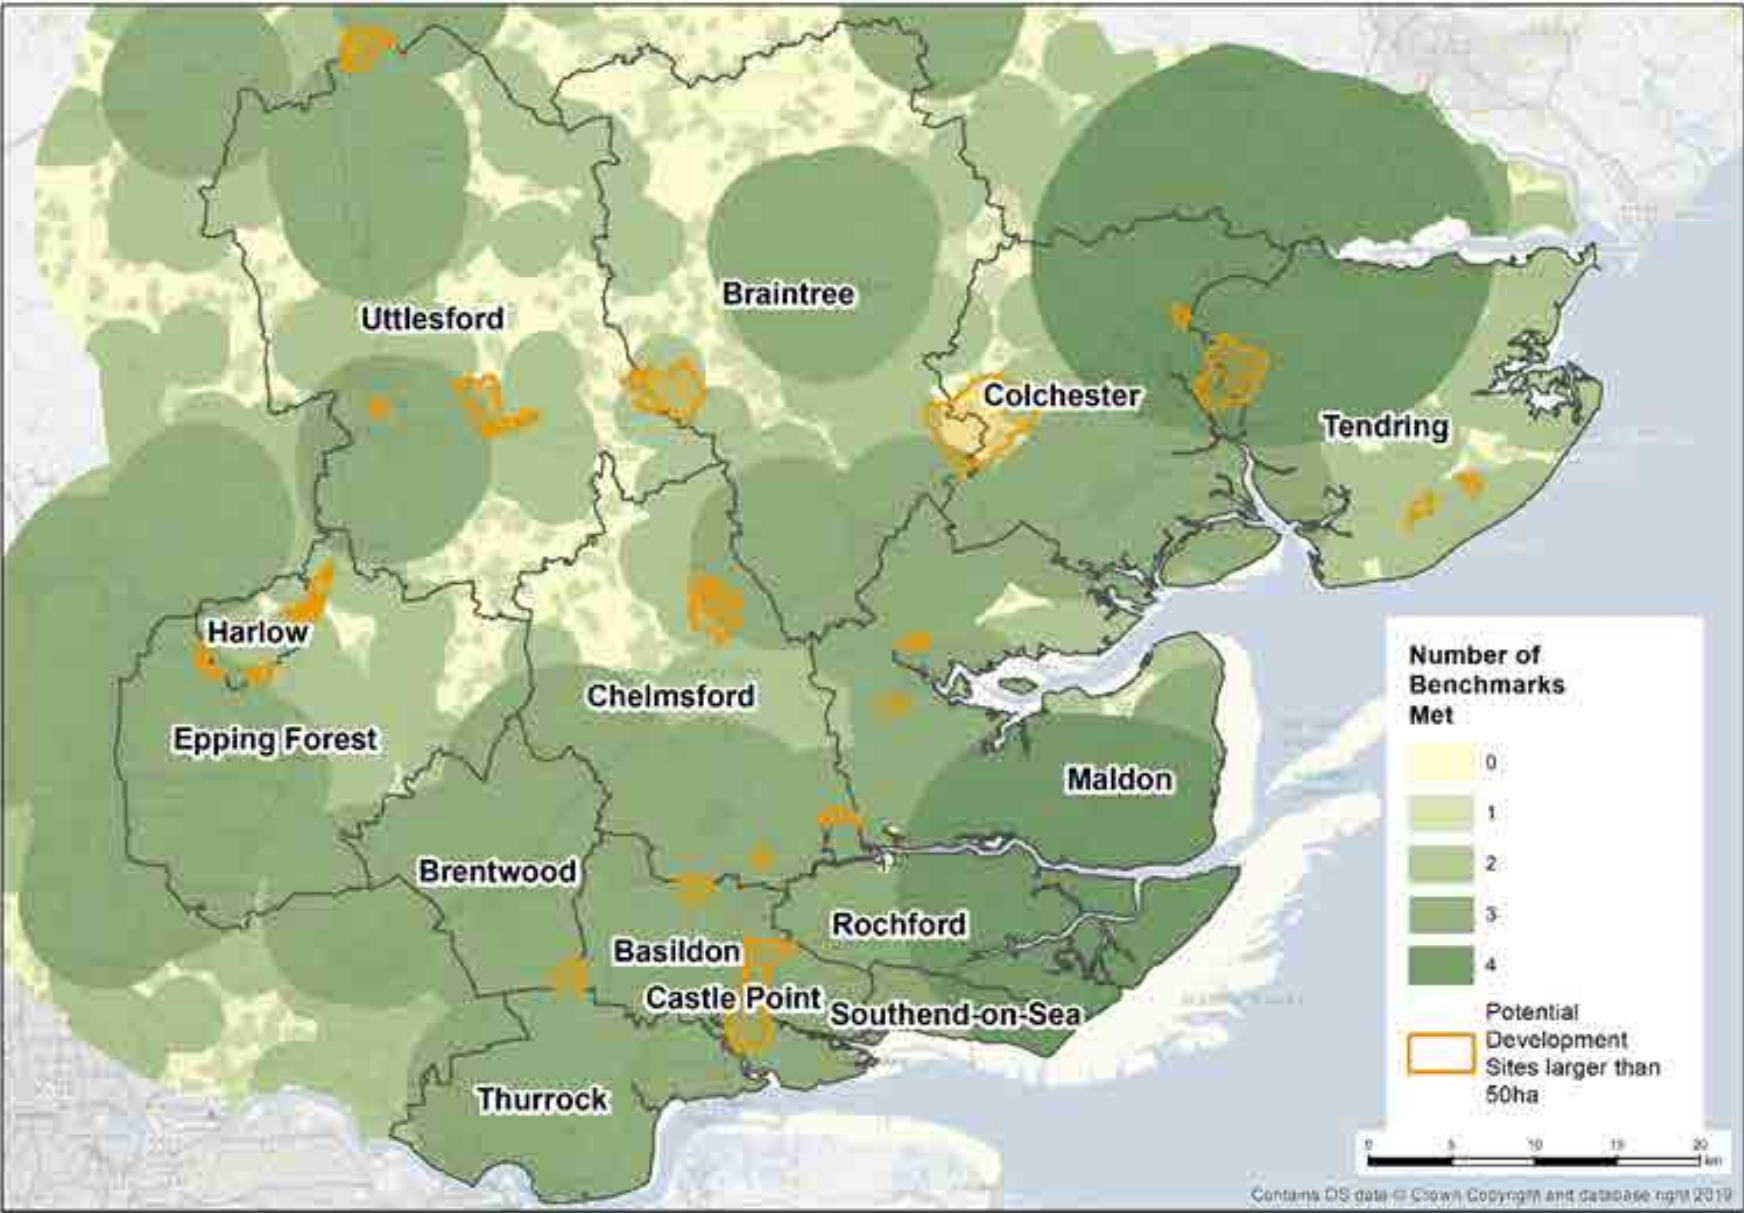 Uttlesford
Braintree
Colchester
Tendring
Harlow
Epping Forest
Chelmsford
Maldon
Brentwood
Rochford
Basildon
Castle Point
Southend-on-Sea
Thurrock
Number of
Benchmarks
Met
0
1
2
3
4
Potential
Development
Sites larger than
50ha
0 5 10 15 20
km
Contains OS data © Crown Copyright and database right 2019